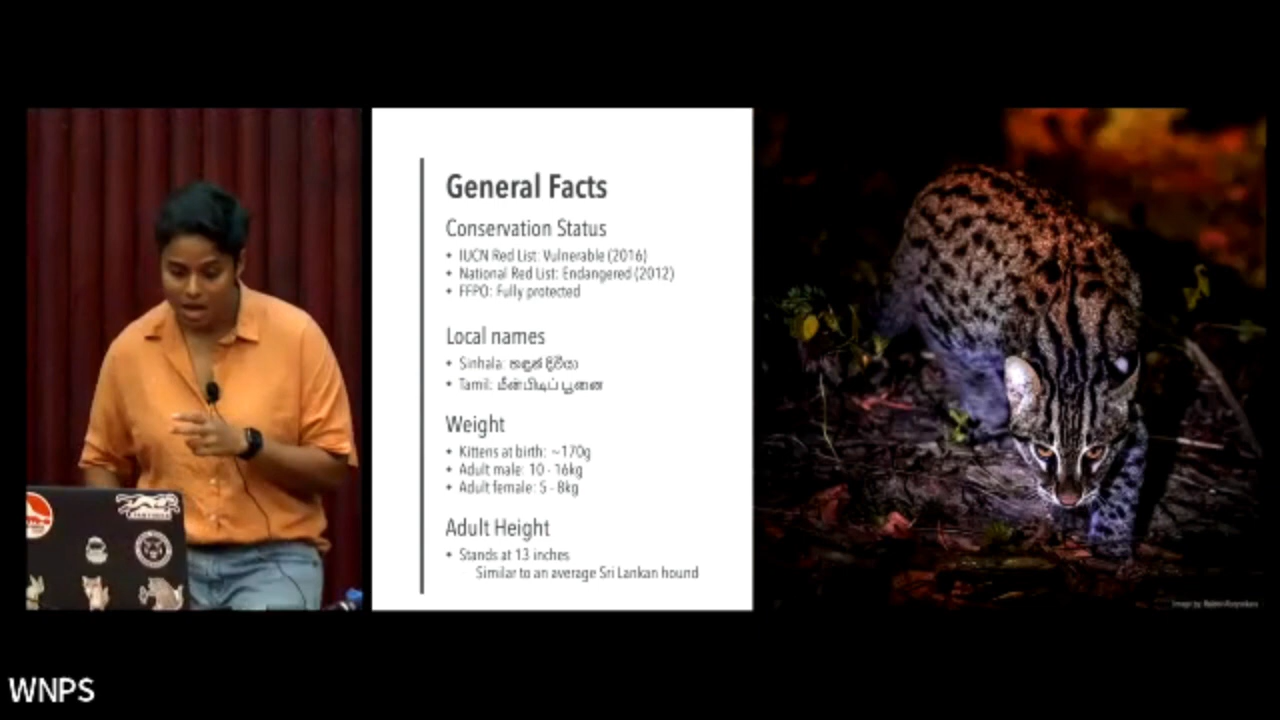 General Facts
Conservation Status
• IUCN Red List: Vulnerable (2016)
• National Red List: Endangered (2012)
• FFPO: Fully protected
Local names
• Sinhala: හඳුන් දිවියා
• Tamil: மீன்பிடிப் பூனை
Weight
• Kittens at birth: ~170g
• Adult male: 10 - 16kg
• Adult female: 5 - 8kg
Adult Height
• Stands at 13 inches
Similar to an average Sri Lankan hound
Image by
WNPS